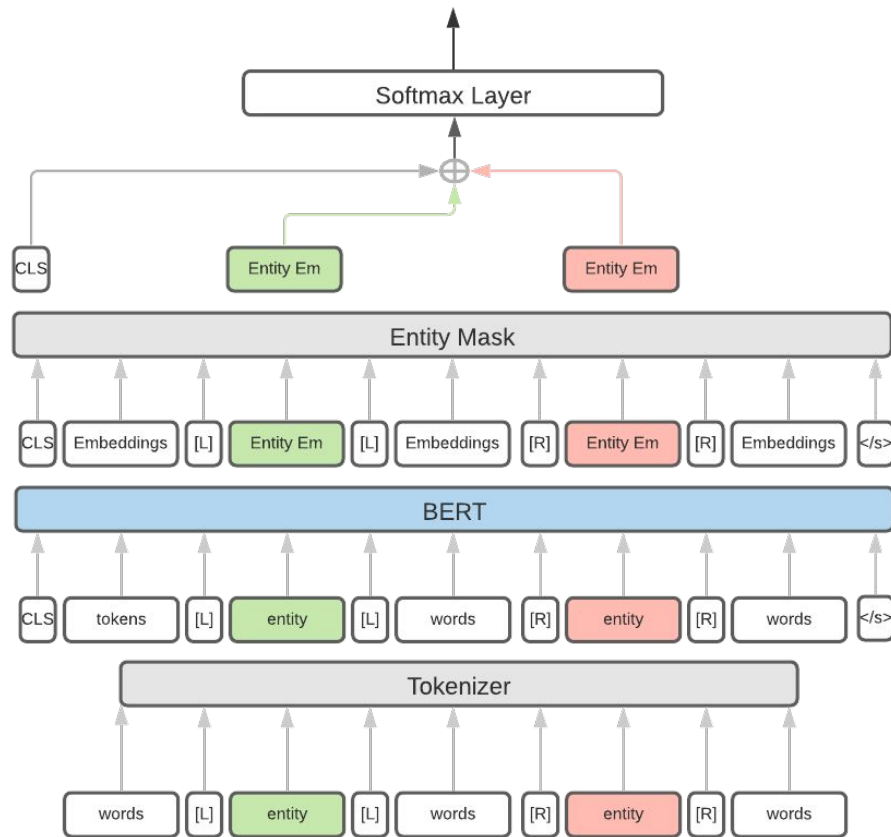 Softmax Layer
CLS Entity Em Entity Em
Entity Mask
CLS Embeddings [L] Entity Em [L] Embeddings [R] Entity Em [R] Embeddings </s>
BERT
CLS tokens [L] entity [L] words [R] entity [R] words </s>
Tokenizer
words [L] entity [L] words [R] entity [R] words